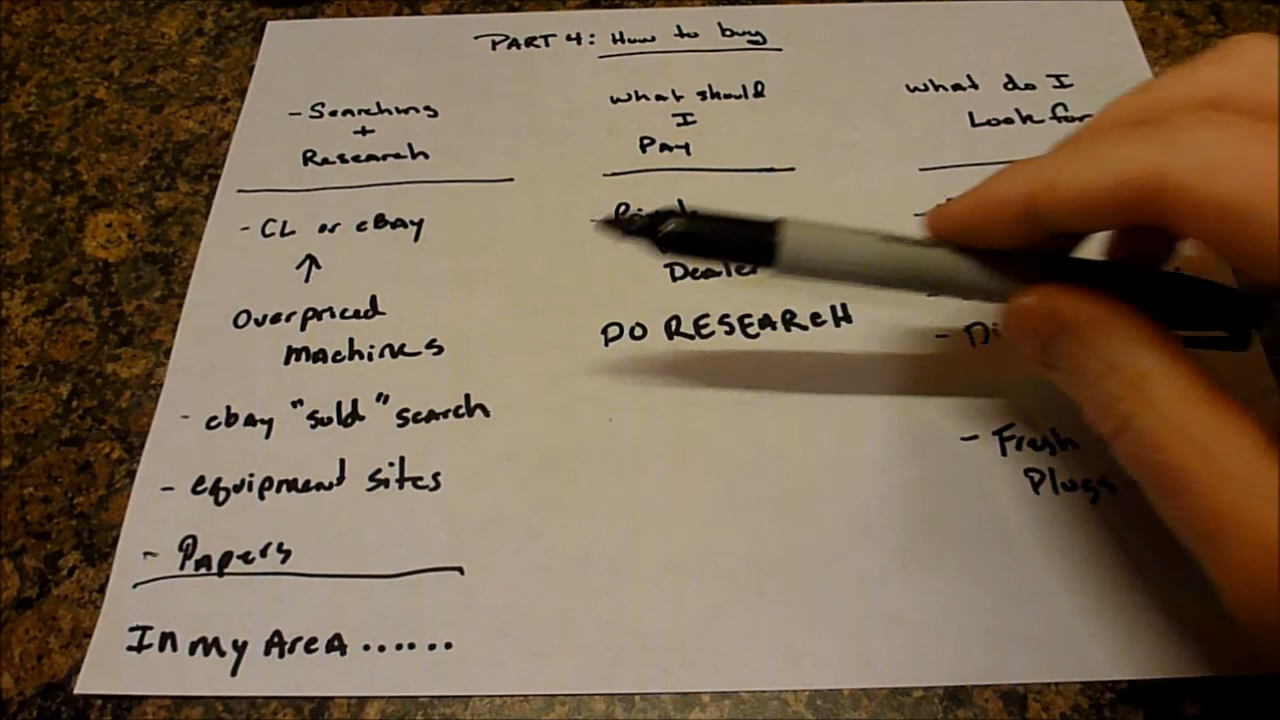 PART 4: How to buy
- Searching
+
Research
- CL or eBay
↑
Overpriced
Machines
- ebay "sold" search
- equipment sites
- Papers
In my Area ......
what should
I
Pay
-
Dealer
DO RESEARCH
what do I
Look for
-
-
- Fresh
Plugs